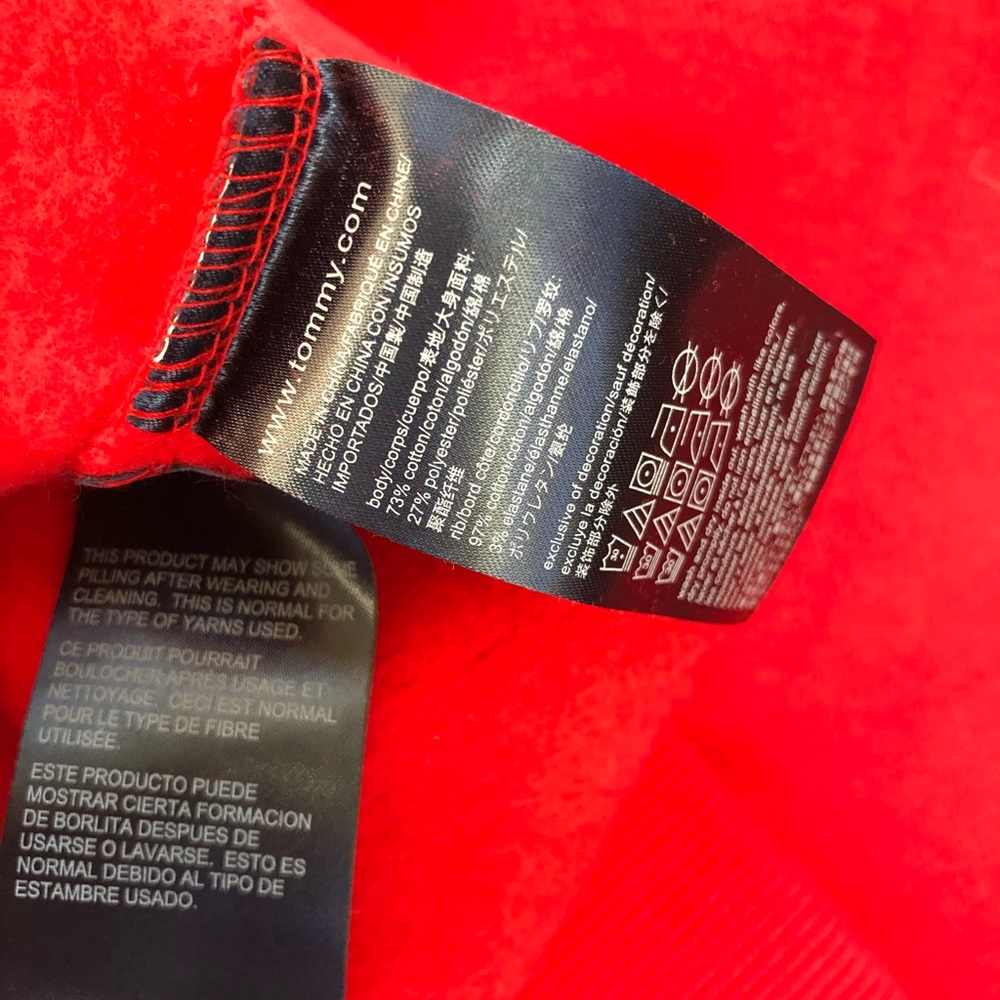 www.tommy.com
MADE IN CHINA/FABRIQUÉ EN CHINE/
HECHO EN CHINA CON INSUMOS
IMPORTADOS/中国製/中国制造
body/corps/cuerpo/表地/大身面料:
73% cotton/coton/algodón/綿/棉
27% polyester/polyester/poliéster/ポリエステル/
聚酯纤维
rib/bord côte/cordoncillo/リブ/罗纹:
97% cotton/coton/algodón/綿/棉
3% elastane/élasthanne/elastano/
ポリウレタン/氨纶
exclusive of decoration/sauf décoration/
excluye la decoración/装飾部分を除く/
装饰部分除外
wash with like colors.
THIS PRODUCT MAY SHOW SOME
PILLING AFTER WEARING AND
CLEANING. THIS IS NORMAL FOR
THE TYPE OF YARNS USED.
CE PRODUIT POURRAIT
BOULOCHER APRÈS USAGE ET
NETTOYAGE. CECI EST NORMAL
POUR LE TYPE DE FIBRE
UTILISÉE.
ESTE PRODUCTO PUEDE
MOSTRAR CIERTA FORMACION
DE BORLITA DESPUES DE
USARSE O LAVARSE. ESTO ES
NORMAL DEBIDO AL TIPO DE
ESTAMBRE USADO.